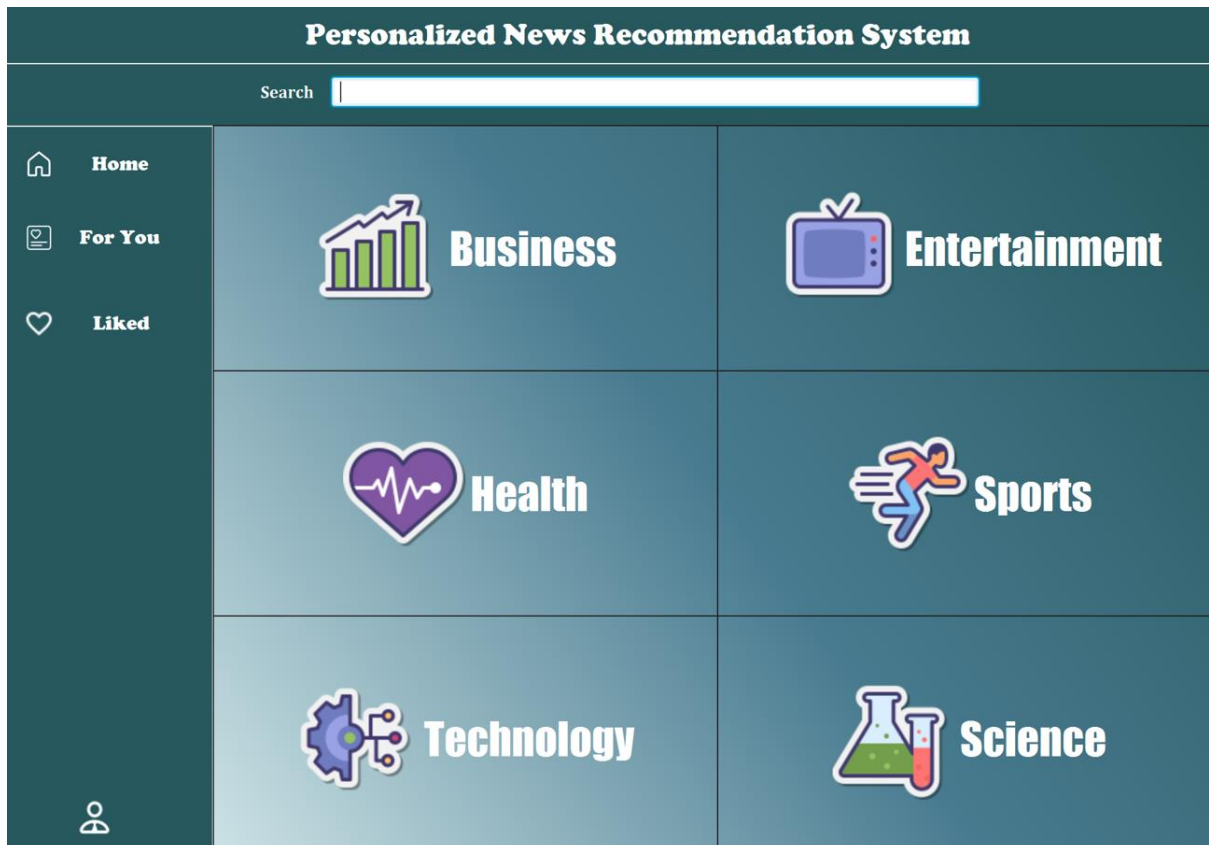 Personalized News Recommendation System
Search
Home
For You
Liked
Business
Entertainment
Health
Sports
Technology
Science